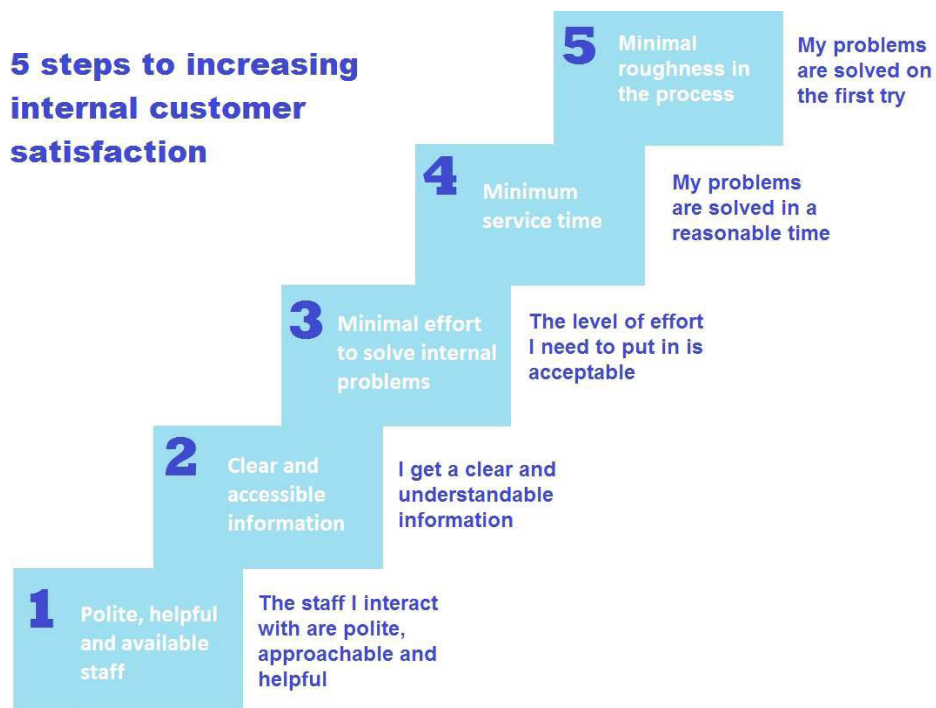 5 steps to increasing
internal customer
satisfaction
5
Minimal
roughness in
the process
My problems
are solved on
the first try
4
Minimum
service time
My problems
are solved in a
reasonable time
3
Minimal effort
to solve internal
problems
The level of effort
I need to put in is
acceptable
2
Clear and
accessible
information
I get a clear and
understandable
information
1
Polite, helpful
and available
staff
The staff I interact
with are polite,
approachable and
helpful